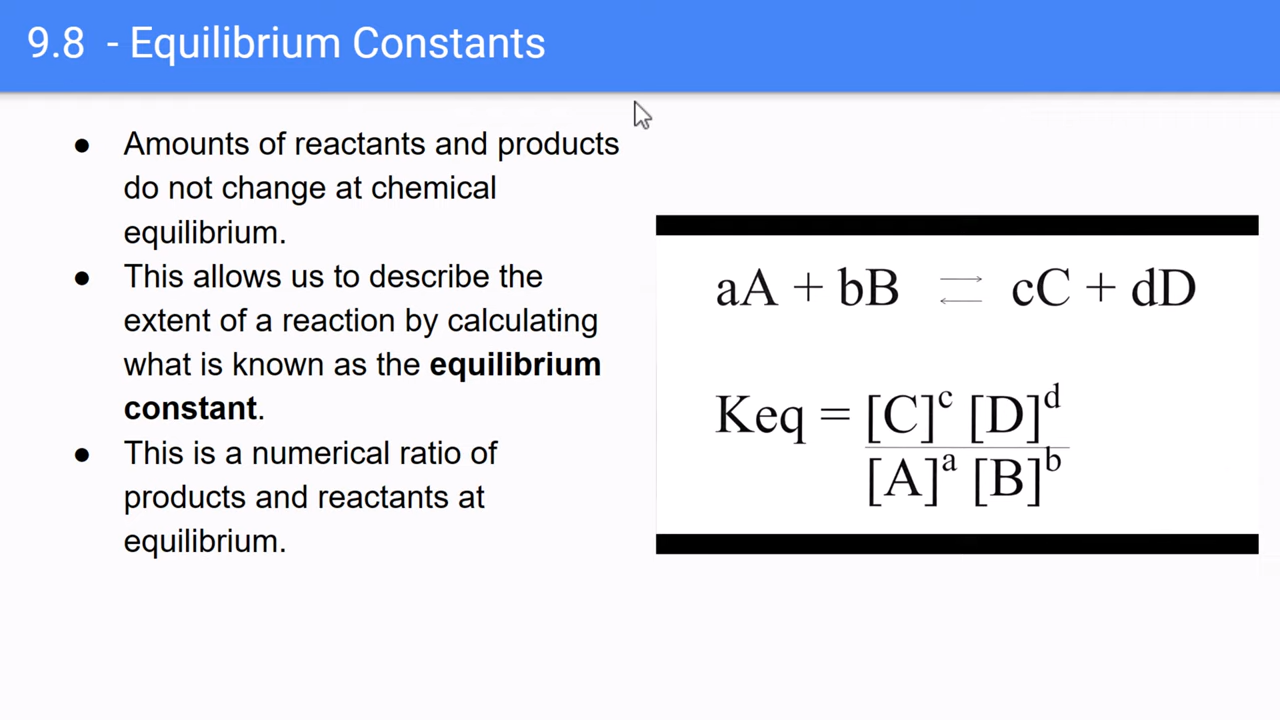 9.8 - Equilibrium Constants
● Amounts of reactants and products
do not change at chemical
equilibrium.
● This allows us to describe the
extent of a reaction by calculating
what is known as the equilibrium
constant.
● This is a numerical ratio of
products and reactants at
equilibrium.
aA + bB ⇌ cC + dD
Keq = [C]^c [D]^d
[A]^a [B]^b